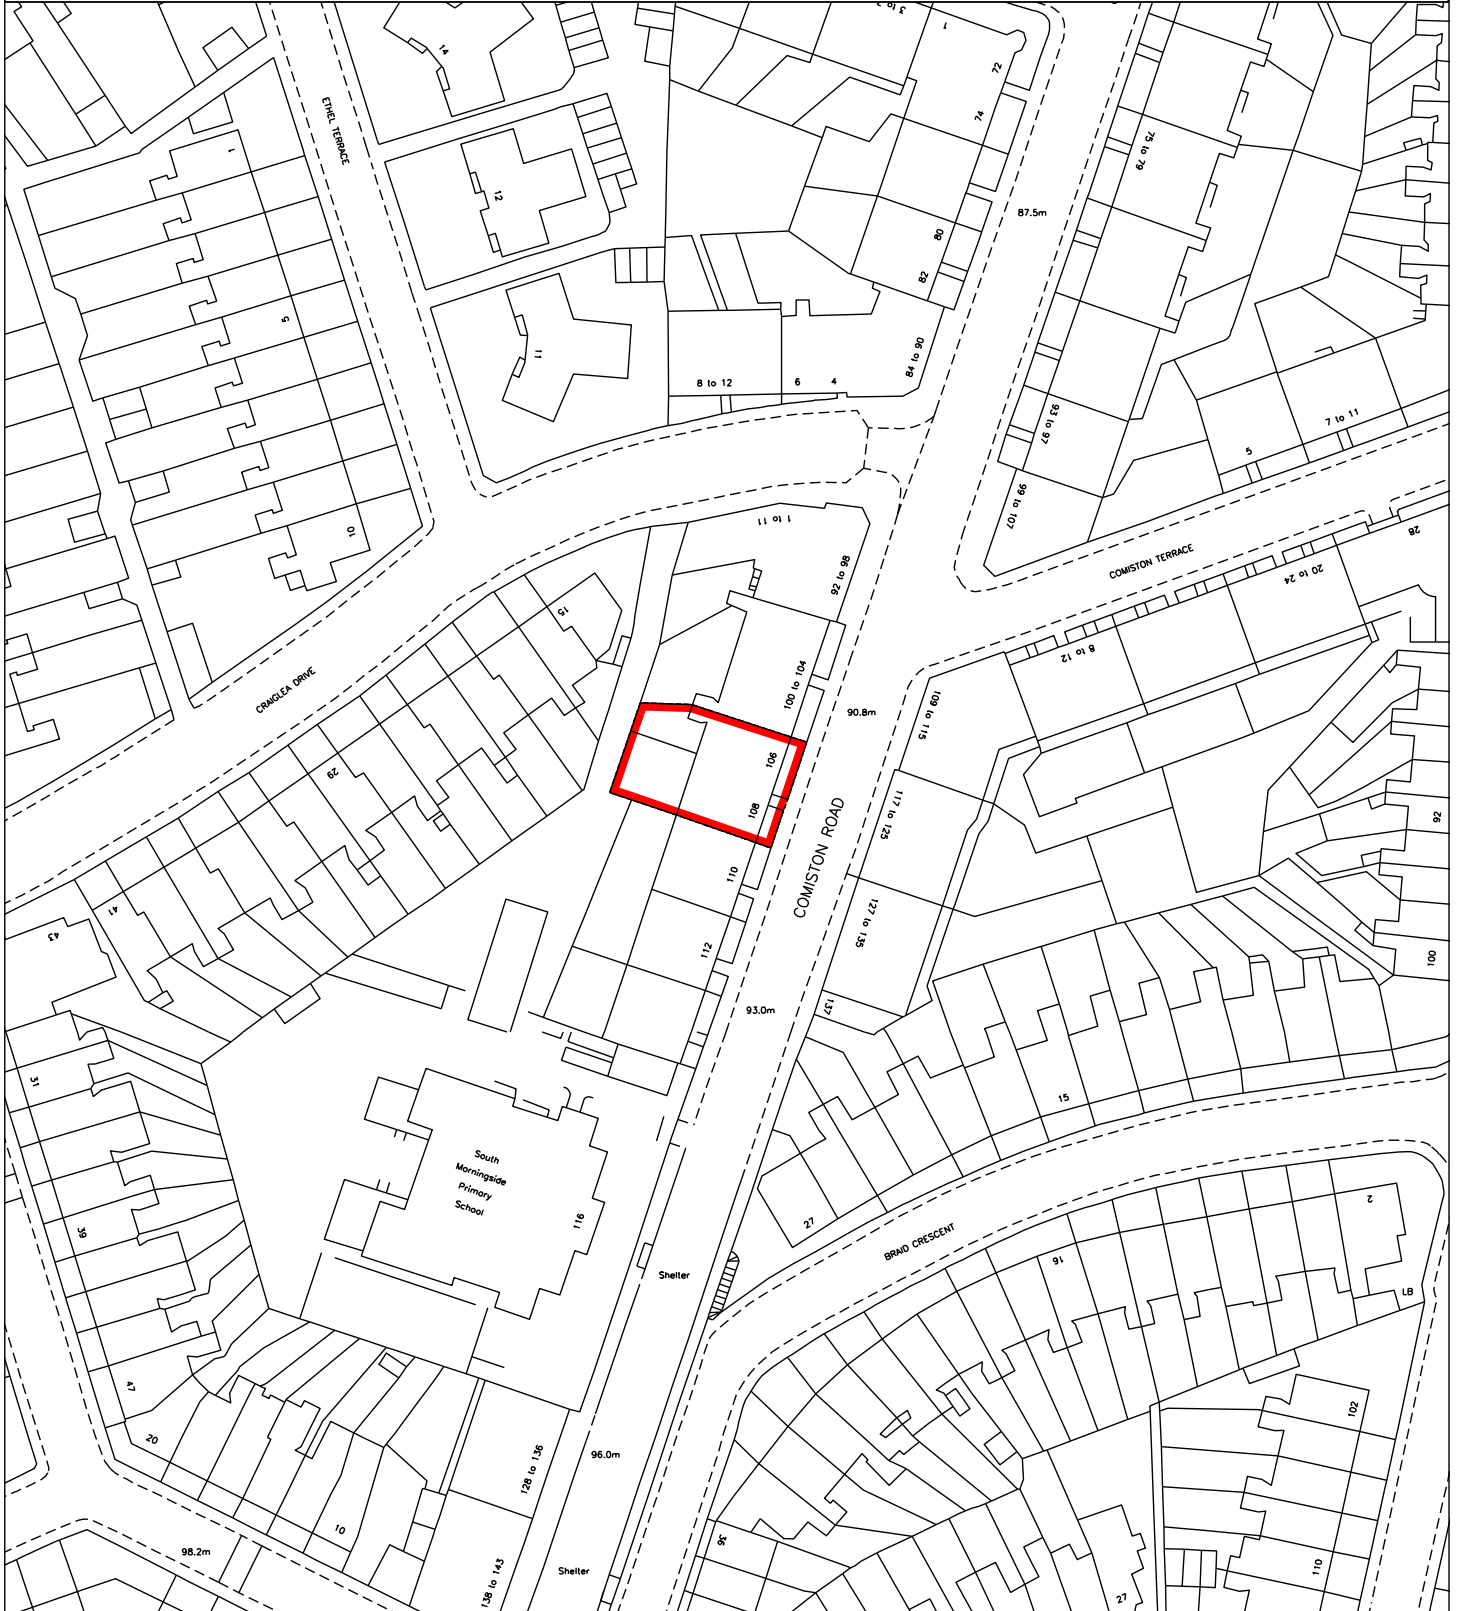 3 to 2
1
14
72
74
ETHEL TERRACE
1
75 to 79
12
87.5m
80
82
5
11
84 to 90
8 to 12
6
4
93 to 97
7 to 11
5
10
99 to 107
1 to 11
28
COMISTON TERRACE
92 to 98
20 to 24
15
8 to 12
CRAIGLEA DRIVE
100 to 104
90.8m
109 to 115
106
29
108
117 to 125
92
COMISTON ROAD
110
41
127 to 135
43
112
100
93.0m
137
31
15
South
Morningside
Primary
School
116
2
39
27
BRAID CRESCENT
16
Shelter
LB
47
102
20
96.0m
128 to 136
10
36
98.2m
Shelter
110
138 to 143
27